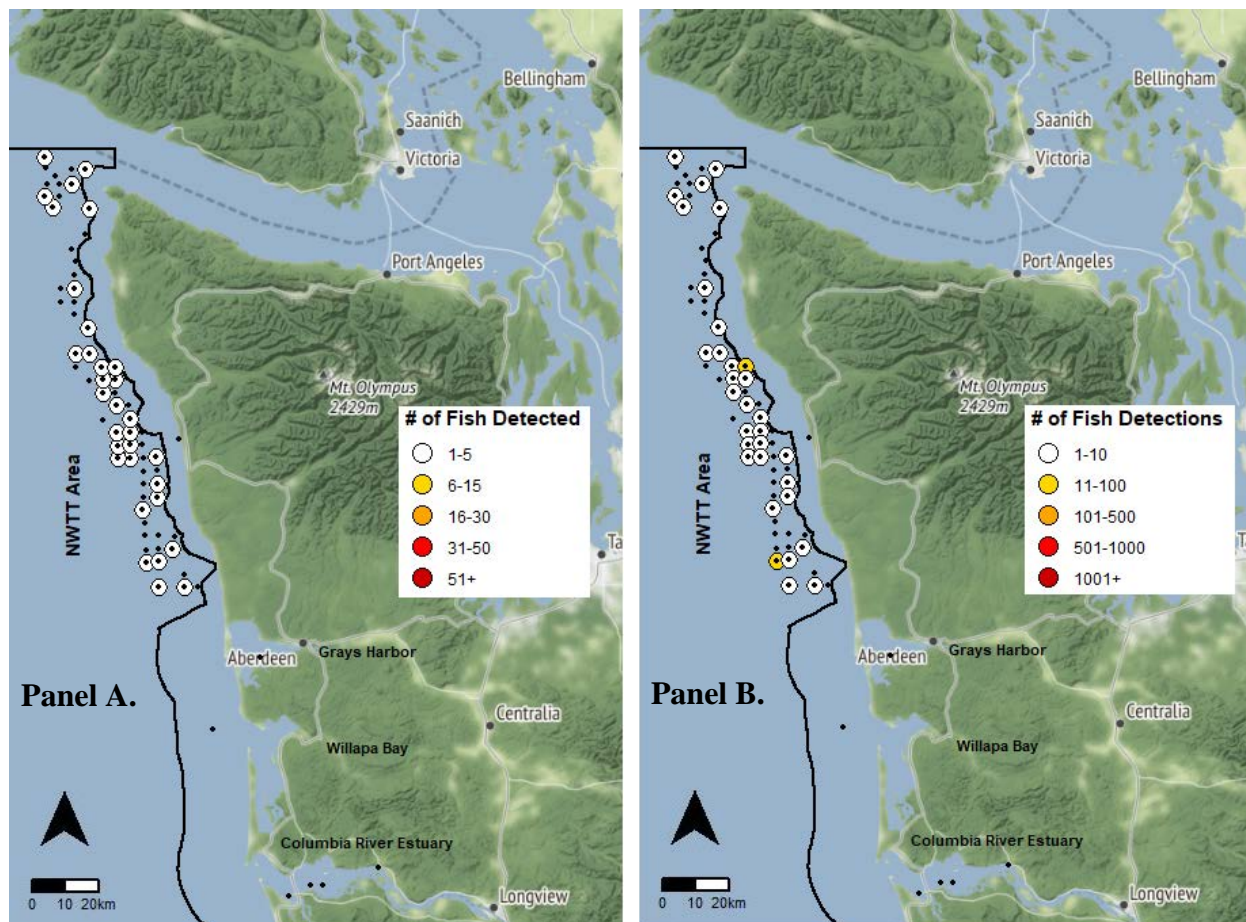 Bellingham
Saanich
Victoria
Port Angeles
Mt. Olympus
2429m
# of Fish Detected
1-5
6-15
16-30
31-50
51+
NWTT Area
Ta
Aberdeen
Grays Harbor
Panel A.
Centralia
Willapa Bay
Columbia River Estuary
Longview
0 10 20km
Bellingham
Saanich
Victoria
Port Angeles
Mt. Olympus
2429m
# of Fish Detections
1-10
11-100
101-500
501-1000
1001+
NWTT Area
Ta
Aberdeen
Grays Harbor
Panel B.
Centralia
Willapa Bay
Columbia River Estuary
Longview
0 10 20km